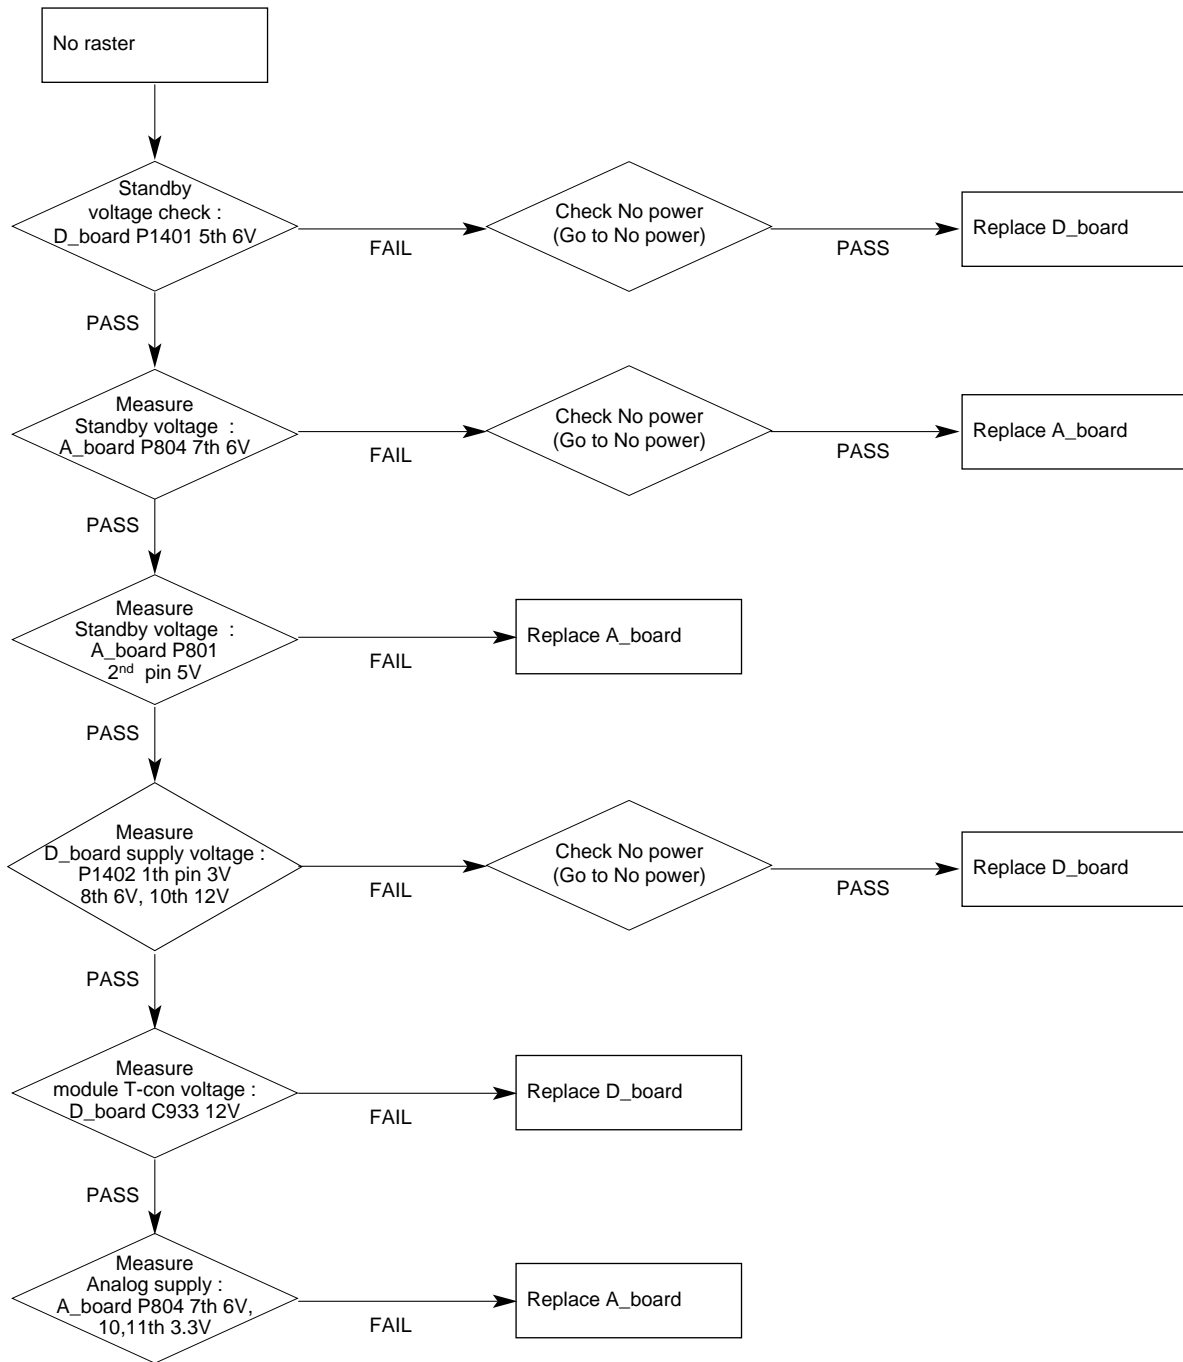 No raster
Standby
voltage check :
D_board P1401 5th 6V
FAIL
Check No power
(Go to No power)
PASS
Replace D_board
PASS
Measure
Standby voltage :
A_board P804 7th 6V
FAIL
Check No power
(Go to No power)
PASS
Replace A_board
PASS
Measure
Standby voltage :
A_board P801
2nd pin 5V
FAIL
Replace A_board
PASS
Measure
D_board supply voltage :
P1402 1th pin 3V
8th 6V, 10th 12V
FAIL
Check No power
(Go to No power)
PASS
Replace D_board
PASS
Measure
module T-con voltage :
D_board C933 12V
FAIL
Replace D_board
PASS
Measure
Analog supply :
A_board P804 7th 6V,
10,11th 3.3V
FAIL
Replace A_board